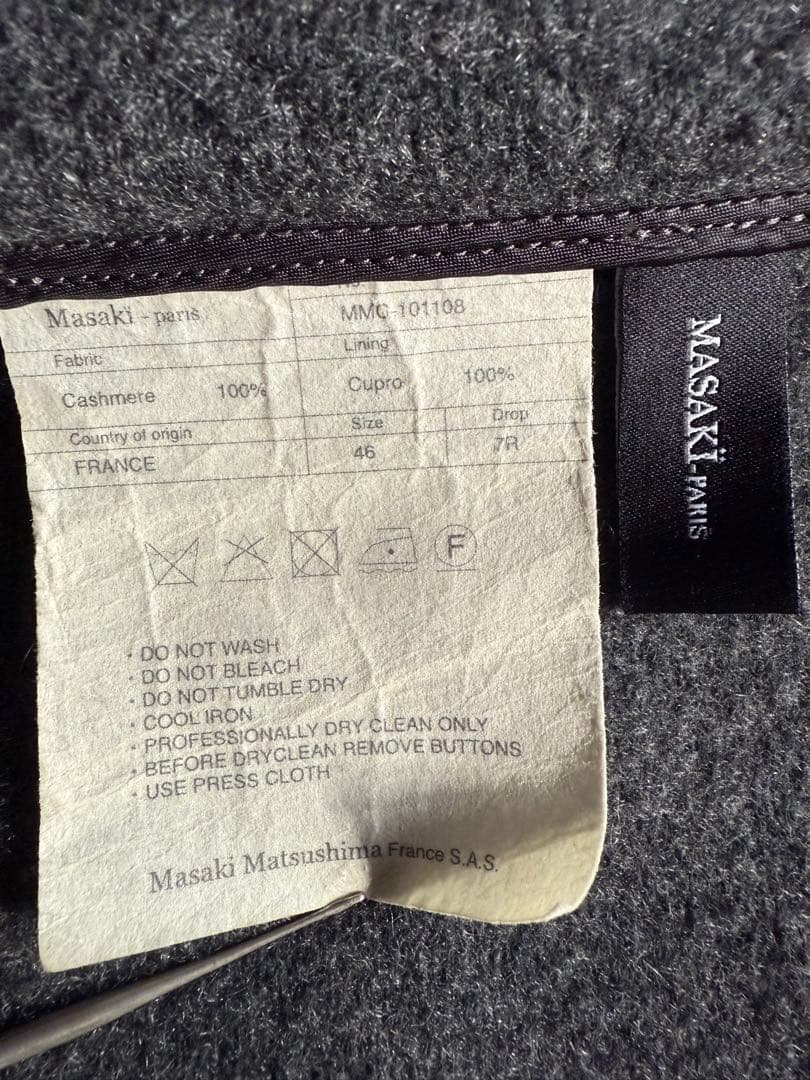 Masakï - paris
MMC-101108
Fabric
Lining
Cashmere 100%
Cupro 100%
Country of origin
Size
Drop
FRANCE
46
7R
F
· DO NOT WASH
· DO NOT BLEACH
· DO NOT TUMBLE DRY
· COOL IRON
· PROFESSIONALLY DRY CLEAN ONLY
· BEFORE DRYCLEAN REMOVE BUTTONS
· USE PRESS CLOTH
Masaki Matsushima France S.A.S.
MASAKÏ-PARIS